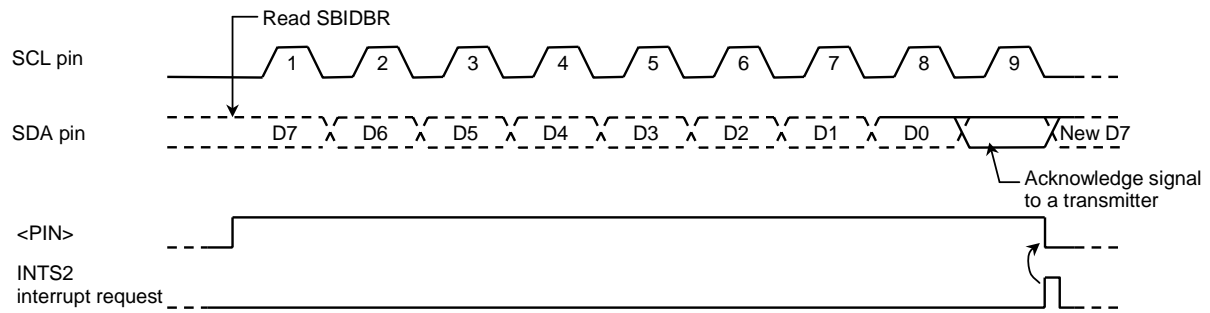 Read SBIDBR
SCL pin
1 2 3 4 5 6 7 8 9
SDA pin
D7 D6 D5 D4 D3 D2 D1 D0 New D7
Acknowledge signal
to a transmitter
<PIN>
INTS2
interrupt request